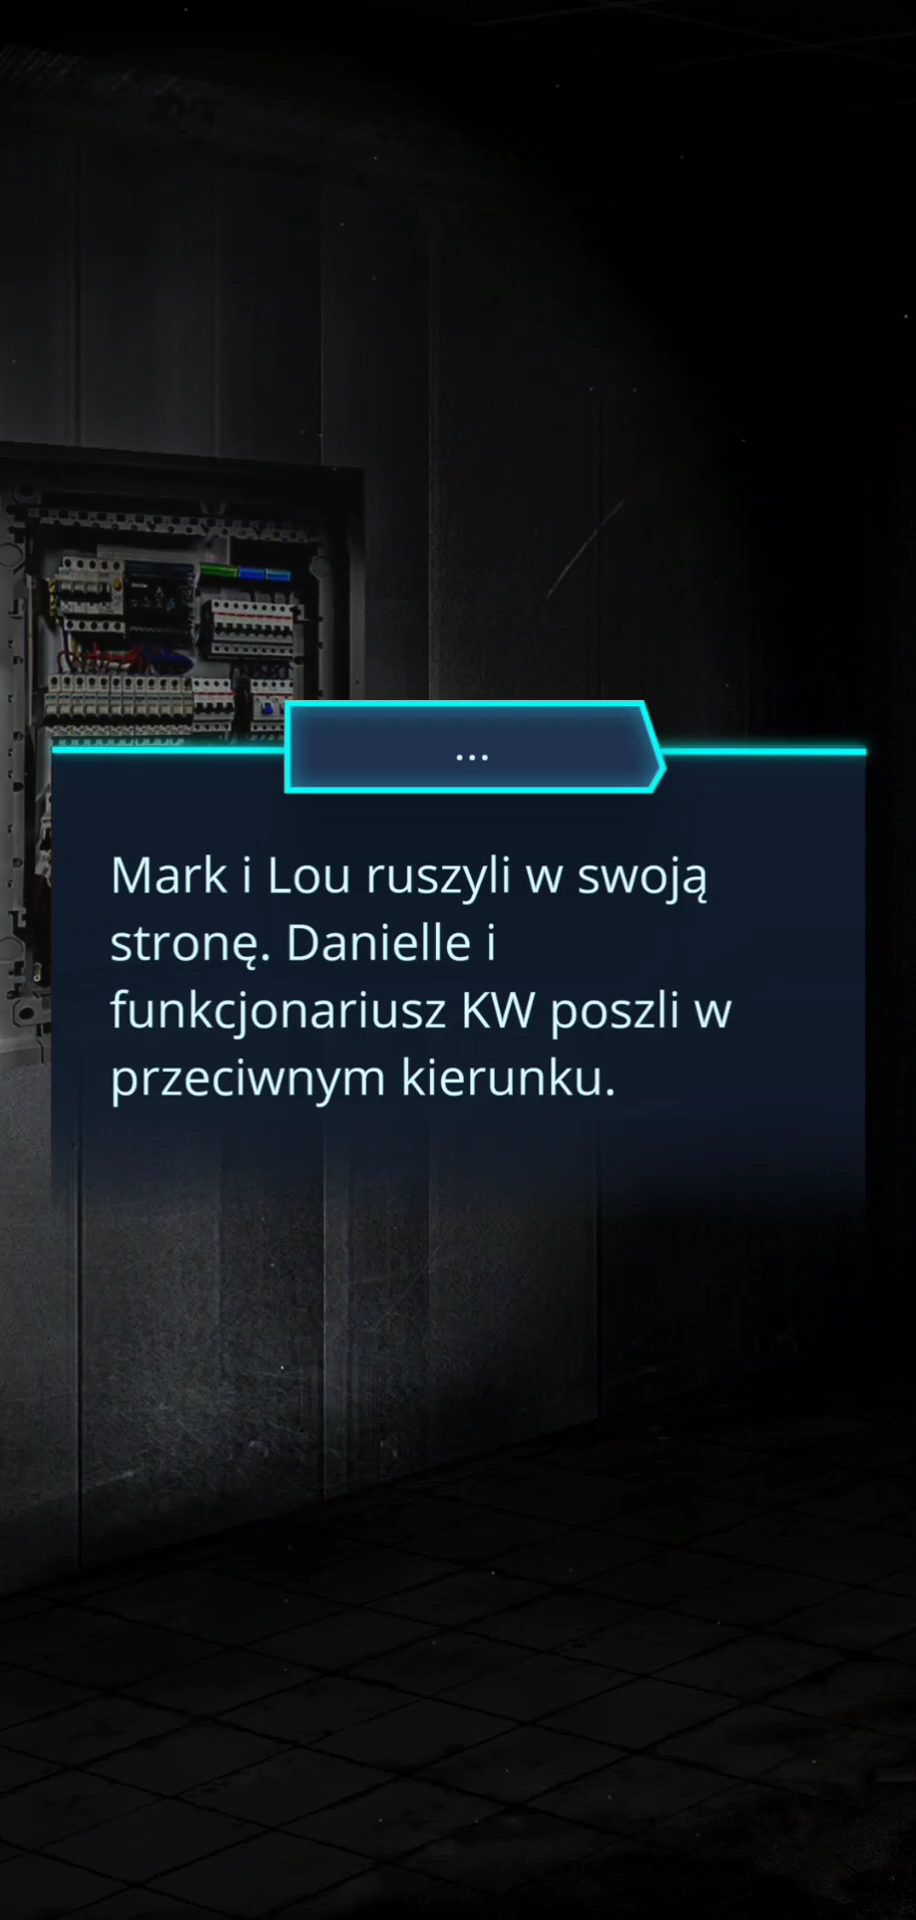 ...
Mark i Lou ruszyli w swoją
stronę. Danielle i
funkcjonariusz KW poszli w
przeciwnym kierunku.